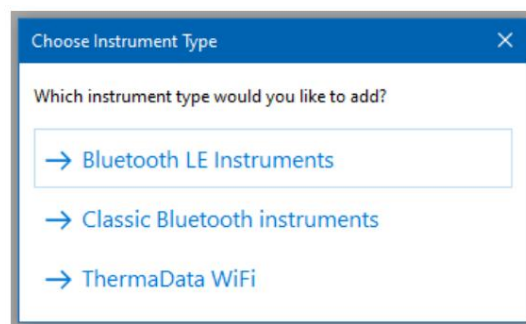 Choose Instrument Type
Which instrument type would you like to add?
Bluetooth LE Instruments
Classic Bluetooth instruments
ThermaData WiFi